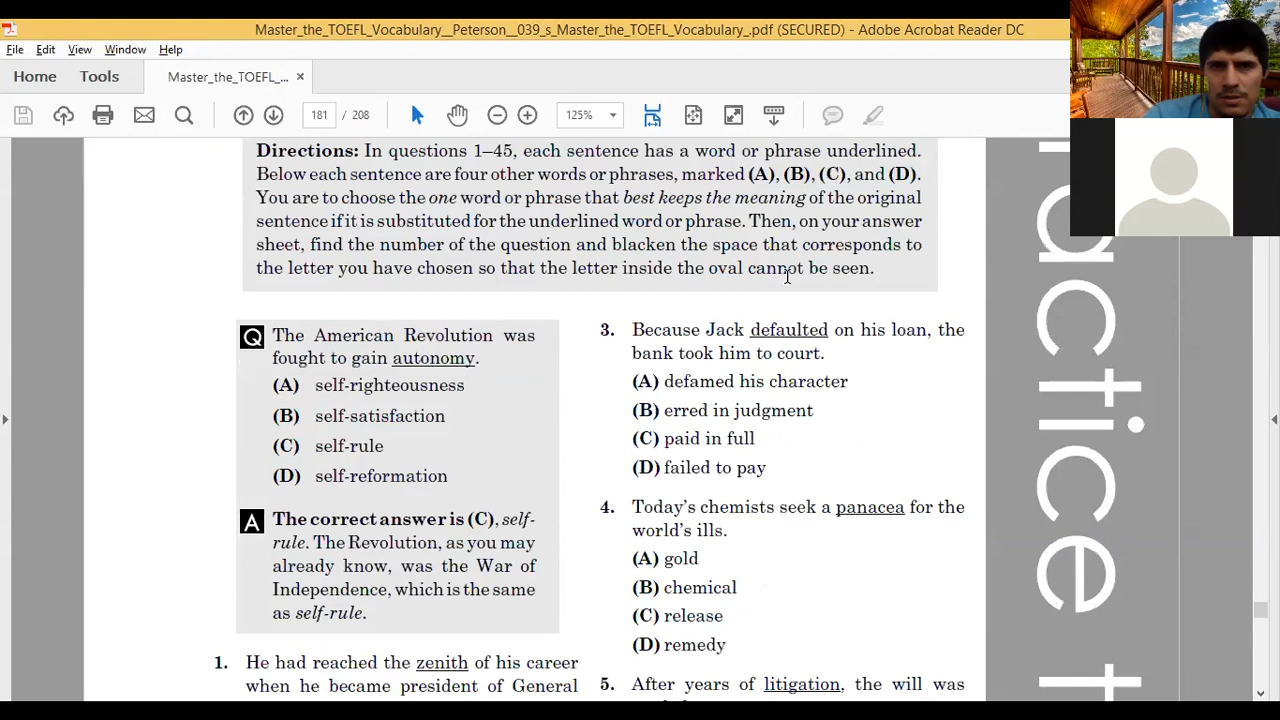 Master_the_TOEFL_Vocabulary__Peterson__039_s_Master_the_TOEFL_Vocabulary_.pdf (SECURED) - Adobe Acrobat Reader DC
File Edit View Window Help
Home Tools Master_the_TOEFL_... ×
181 / 208 125%
Directions: In questions 1–45, each sentence has a word or phrase underlined.
Below each sentence are four other words or phrases, marked (A), (B), (C), and (D).
You are to choose the one word or phrase that best keeps the meaning of the original
sentence if it is substituted for the underlined word or phrase. Then, on your answer
sheet, find the number of the question and blacken the space that corresponds to
the letter you have chosen so that the letter inside the oval cannot be seen.
Q The American Revolution was
fought to gain autonomy.
(A) self-righteousness
(B) self-satisfaction
(C) self-rule
(D) self-reformation
A The correct answer is (C), self-
rule. The Revolution, as you may
already know, was the War of
Independence, which is the same
as self-rule.
1. He had reached the zenith of his career
when he became president of General
3. Because Jack defaulted on his loan, the
bank took him to court.
(A) defamed his character
(B) erred in judgment
(C) paid in full
(D) failed to pay
4. Today's chemists seek a panacea for the
world's ills.
(A) gold
(B) chemical
(C) release
(D) remedy
5. After years of litigation, the will was
actice t